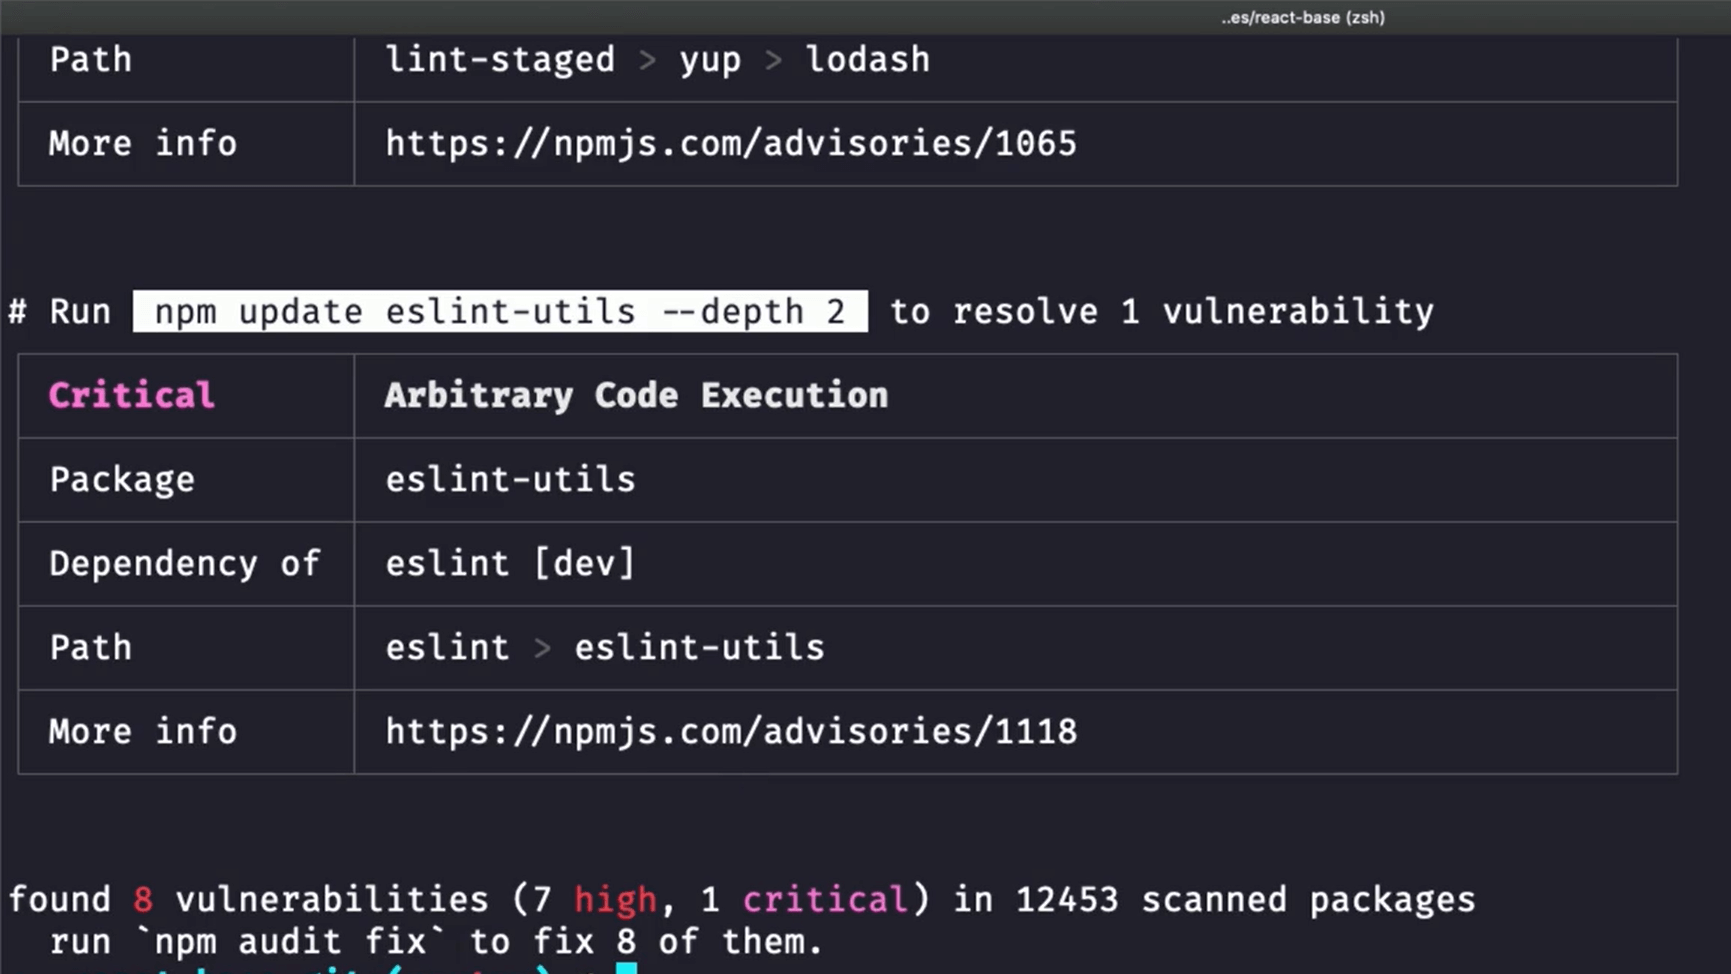 ..es/react-base (zsh)
Path lint-staged > yup > lodash
More info https://npmjs.com/advisories/1065
# Run npm update eslint-utils --depth 2 to resolve 1 vulnerability
Critical Arbitrary Code Execution
Package eslint-utils
Dependency of eslint [dev]
Path eslint > eslint-utils
More info https://npmjs.com/advisories/1118
found 8 vulnerabilities (7 high, 1 critical) in 12453 scanned packages
run `npm audit fix` to fix 8 of them.